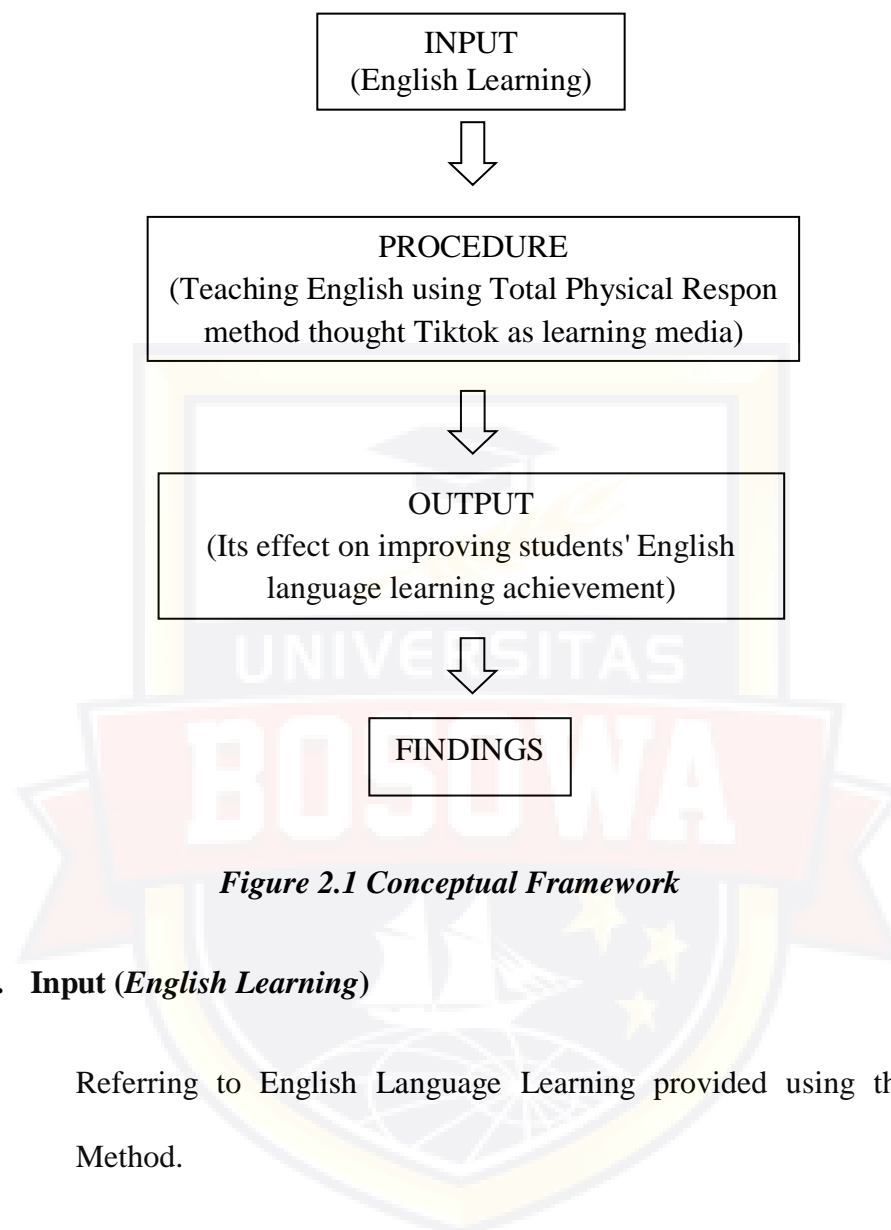 INPUT
(English Learning)
PROCEDURE
(Teaching English using Total Physical Respon
method thought Tiktok as learning media)
OUTPUT
(Its effect on improving students' English
language learning achievement)
UNIVERSITAS
BOSOWA
FINDINGS
Figure 2.1 Conceptual Framework
. Input (English Learning)
Referring to English Language Learning provided using
Method.